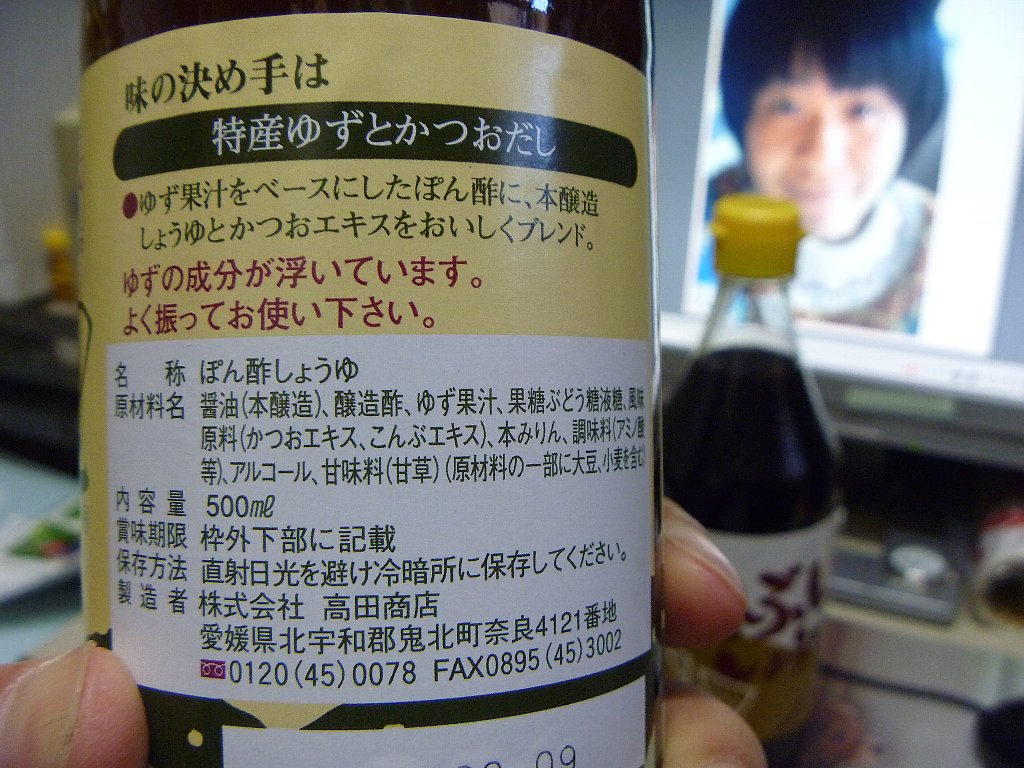 味の決め手は
特産ゆずとかつおだし
●ゆず果汁をベースにしたぽん酢に、本醸造
しょうゆとかつおエキスをおいしくブレンド。
ゆずの成分が浮いています。
よく振ってお使い下さい。
名　称 ぽん酢しょうゆ
原材料名 醤油(本醸造)、醸造酢、ゆず果汁、果糖ぶどう糖液糖、風味
原料(かつおエキス、こんぶエキス)、本みりん、調味料(アミノ酸
等)、アルコール、甘味料(甘草)(原材料の一部に大豆、小麦を含む)
内容量 500㎖
賞味期限 枠外下部に記載
保存方法 直射日光を避け冷暗所に保存してください。
製造者 株式会社 高田商店
愛媛県北宇和郡鬼北町奈良4121番地
0120(45)0078 FAX0895(45)3002
09